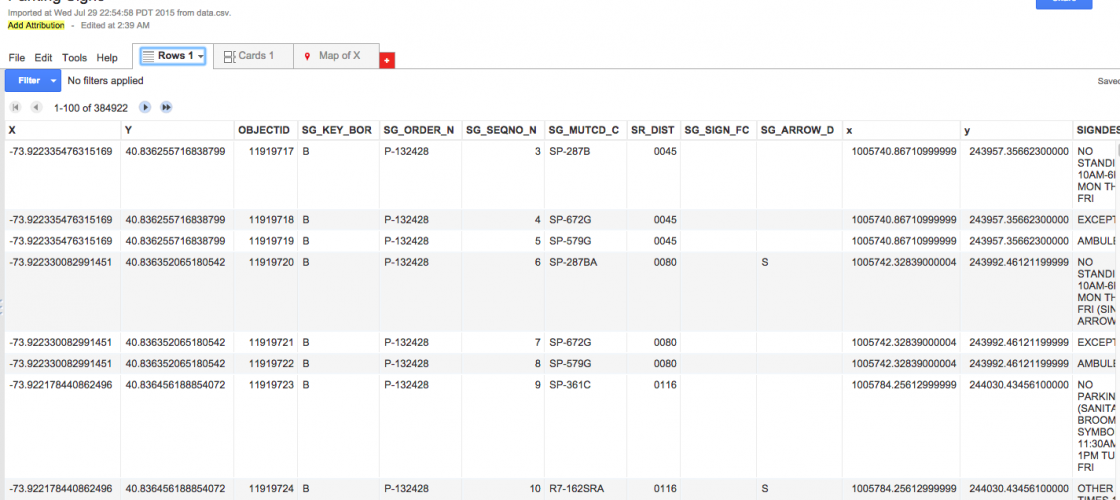 Parking Signs
Imported at Wed Jul 29 22:54:58 PDT 2015 from data.csv.
Add Attribution - Edited at 2:39 AM
Share
File Edit Tools Help Rows 1 Cards 1 Map of X
Filter No filters applied Saved
1-100 of 384922
X Y OBJECTID SG_KEY_BOR SG_ORDER_N SG_SEQNO_N SG_MUTCD_C SR_DIST SG_SIGN_FC SG_ARROW_D x y SIGNDES
-73.922335476315169 40.836255716838799 11919717 B P-132428 3 SP-287B 0045 1005740.86710999999 243957.35662300000 NO
STANDI
10AM-6
MON TH
FRI
-73.922335476315169 40.836255716838799 11919718 B P-132428 4 SP-672G 0045 1005740.86710999999 243957.35662300000 EXCEPT
-73.922335476315169 40.836255716838799 11919719 B P-132428 5 SP-579G 0045 1005740.86710999999 243957.35662300000 AMBULE
-73.922330082991451 40.836352065180542 11919720 B P-132428 6 SP-287BA 0080 S 1005742.32839000004 243992.46121199999 NO
STANDI
10AM-6
MON TH
FRI (SIN
ARROW
-73.922330082991451 40.836352065180542 11919721 B P-132428 7 SP-672G 0080 1005742.32839000004 243992.46121199999 EXCEPT
-73.922330082991451 40.836352065180542 11919722 B P-132428 8 SP-579G 0080 1005742.32839000004 243992.46121199999 AMBULE
-73.922178440862496 40.836456188854072 11919723 B P-132428 9 SP-361C 0116 1005784.25612999999 244030.43456100000 NO
PARKIN
(SANITA
BROOM
SYMBO
11:30AM
1PM TU
FRI
-73.922178440862496 40.836456188854072 11919724 B P-132428 10 R7-162SRA 0116 S 1005784.25612999999 244030.43456100000 OTHER
TIMES